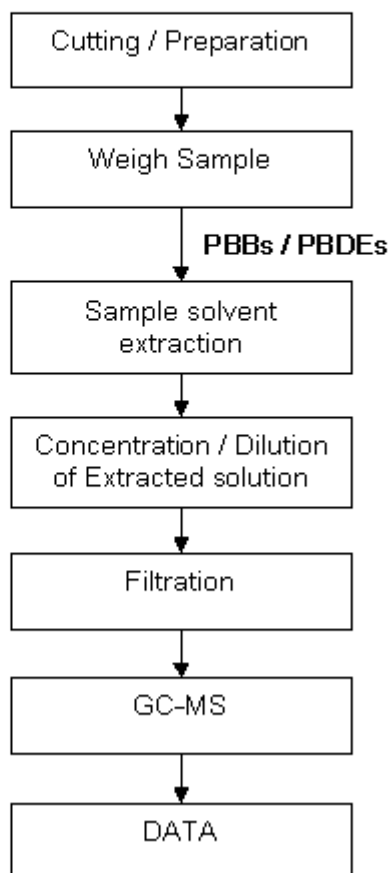 Cutting / Preparation
Weigh Sample
PBBs / PBDEs
Sample solvent
extraction
Concentration / Dilution
of Extracted solution
Filtration
GC-MS
DATA